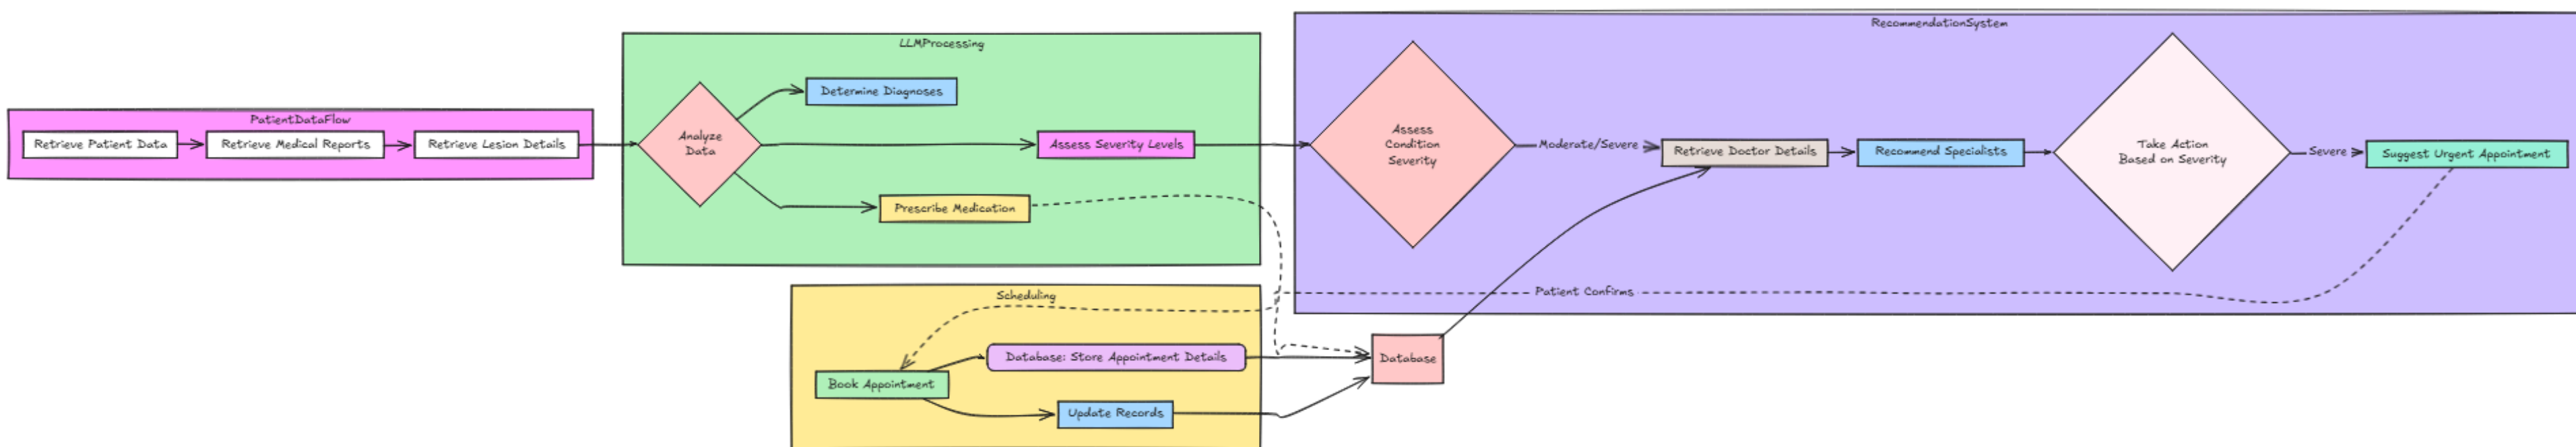 PatientDataFlow
Retrieve Patient Data
Retrieve Medical Reports
Retrieve Lesion Details
LLMProcessing
Analyze
Data
Determine Diagnoses
Assess Severity Levels
Prescribe Medication
RecommendationSystem
Assess
Condition
Severity
Moderate/Severe
Retrieve Doctor Details
Recommend Specialists
Take Action
Based on Severity
Severe
Suggest Urgent Appointment
Patient Confirms
Scheduling
Book Appointment
Database: Store Appointment Details
Update Records
Database